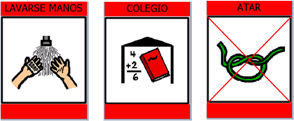 LAVARSE MANOS
COLEGIO
ATAR
4
+2
6